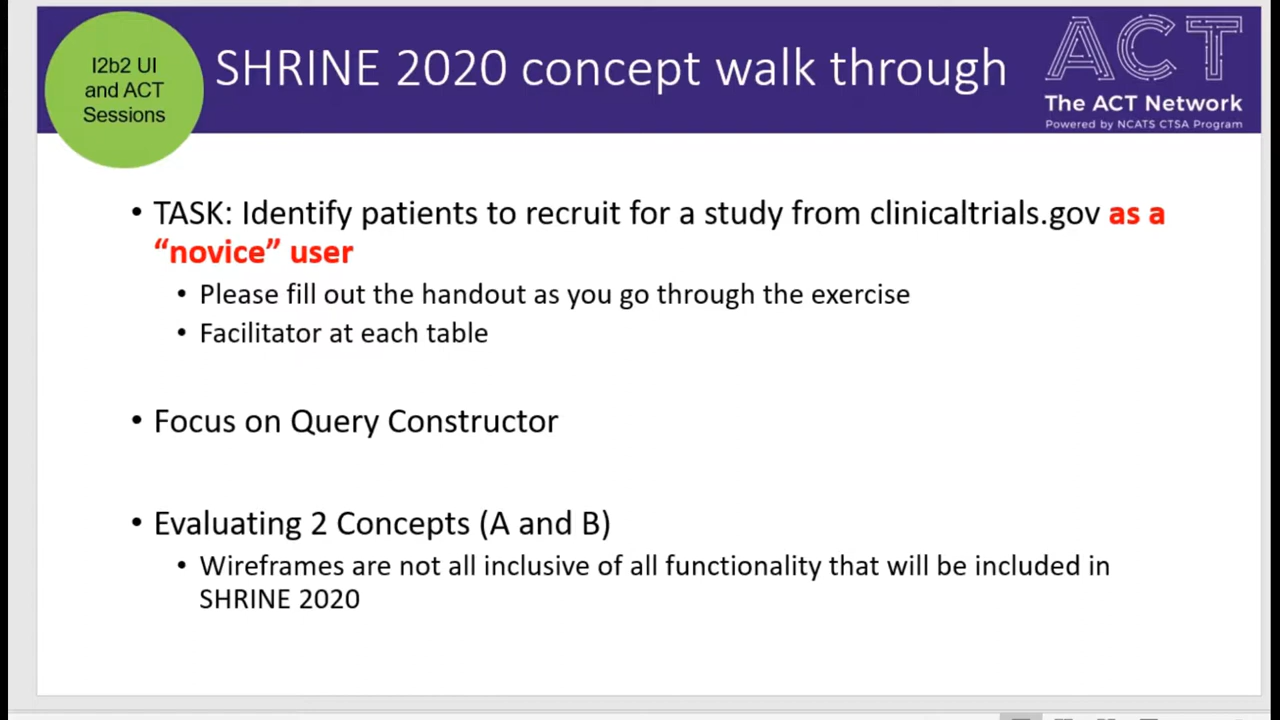 I2b2 UI
and ACT
Sessions
SHRINE 2020 concept walk through
ACT
The ACT Network
Powered by NCATS CTSA Program
• TASK: Identify patients to recruit for a study from clinicaltrials.gov as a
“novice” user
• Please fill out the handout as you go through the exercise
• Facilitator at each table
• Focus on Query Constructor
• Evaluating 2 Concepts (A and B)
• Wireframes are not all inclusive of all functionality that will be included in
SHRINE 2020